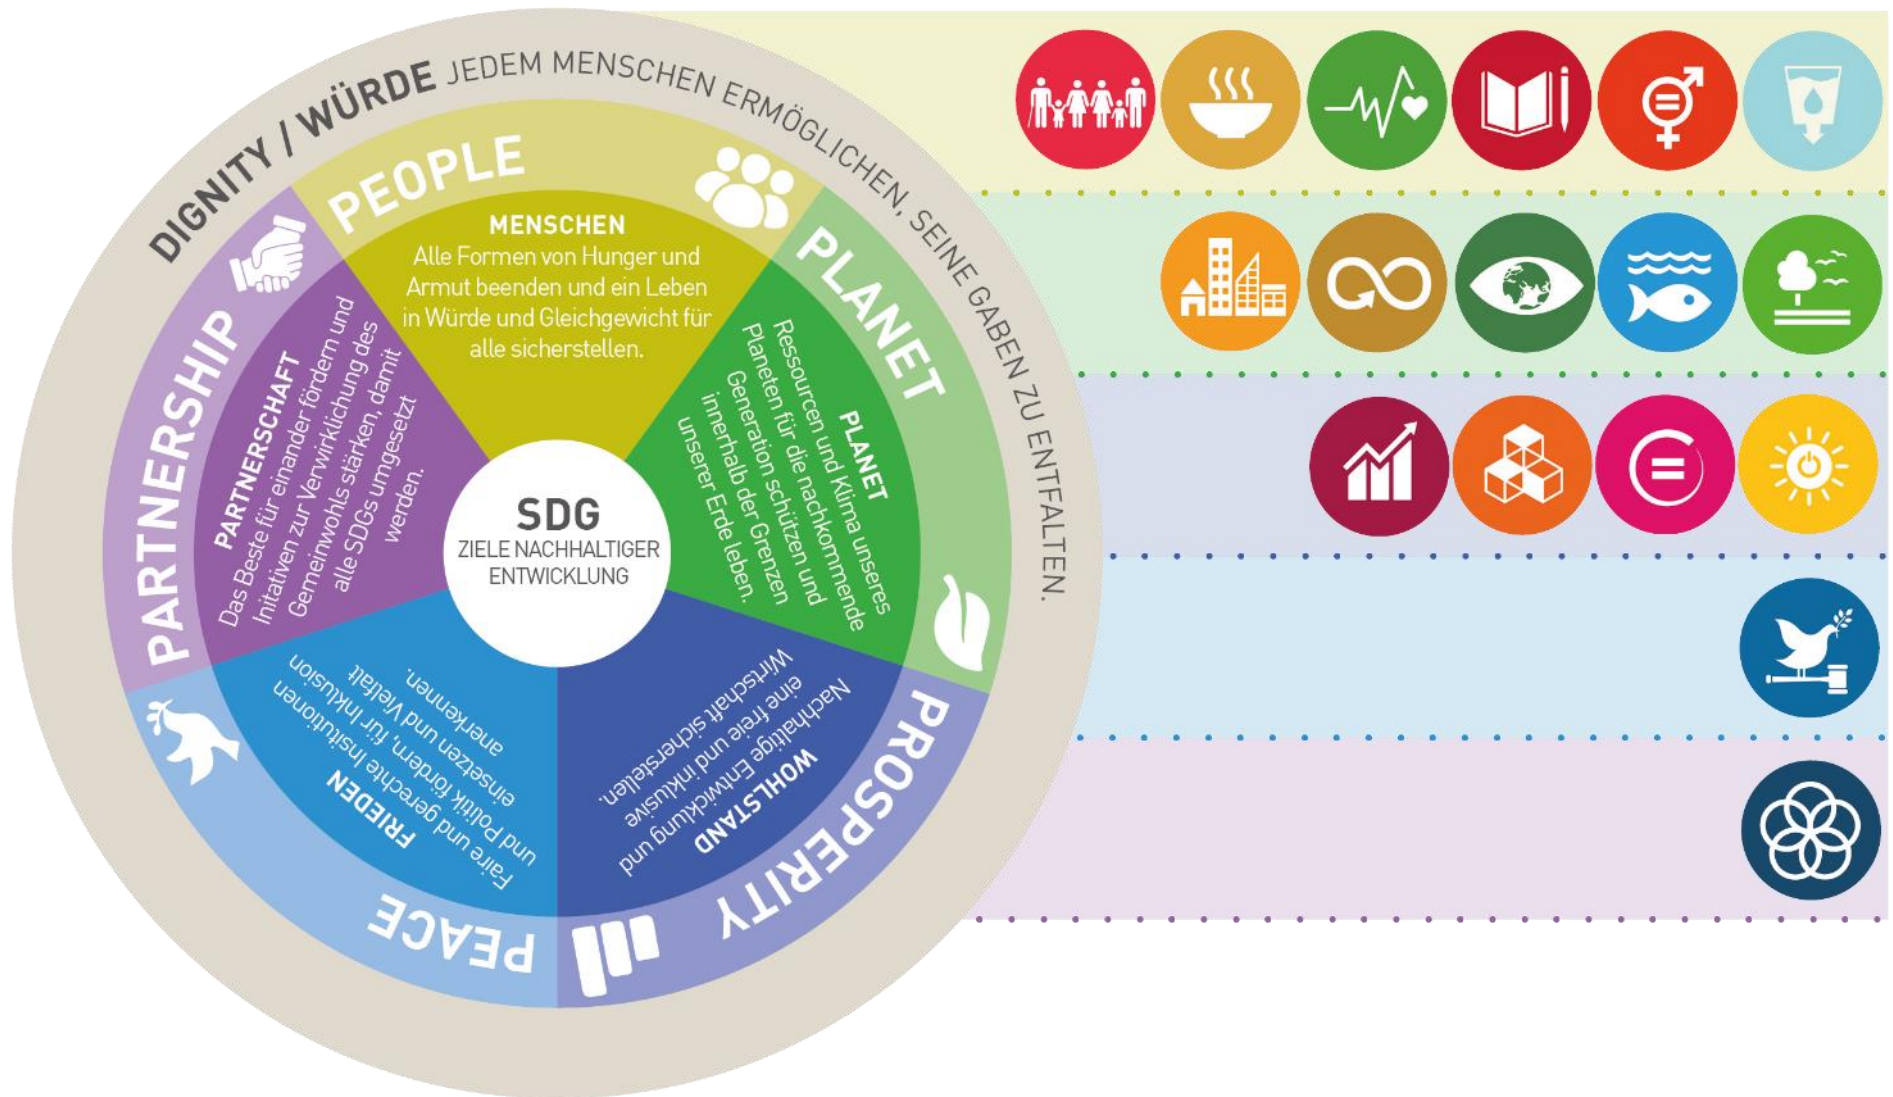 DIGNITY / WÜRDE JEDEM MENSCHEN ERMÖGLICHEN, SEINE GABEN ZU ENTFALTEN.
PEOPLE
MENSCHEN
Alle Formen von Hunger und
Armut beenden und ein Leben
in Würde und Gleichgewicht für
alle sicherstellen.
PLANET
PLANET
Ressourcen und Klima unseres
Planeten für die nachkommende
Generation schützen und
innerhalb der Grenzen
unserer Erde leben.
PROSPERITY
WOHLSTAND
Nachhaltige Entwicklung und
eine freie und inklusive
Wirtschaft sicherstellen.
PEACE
FRIEDEN
Faire und gerechte Insitutionen
und Politik fördern, für Inklusion
einsetzen und Vielfalt
anerkennen.
PARTNERSHIP
PARTNERSCHAFT
Das Beste für einander fördern und
Initativen zur Verwirklichung des
Gemeinwohls stärken, damit
alle SDGs umgesetzt
werden.
SDG
ZIELE NACHHALTIGER
ENTWICKLUNG